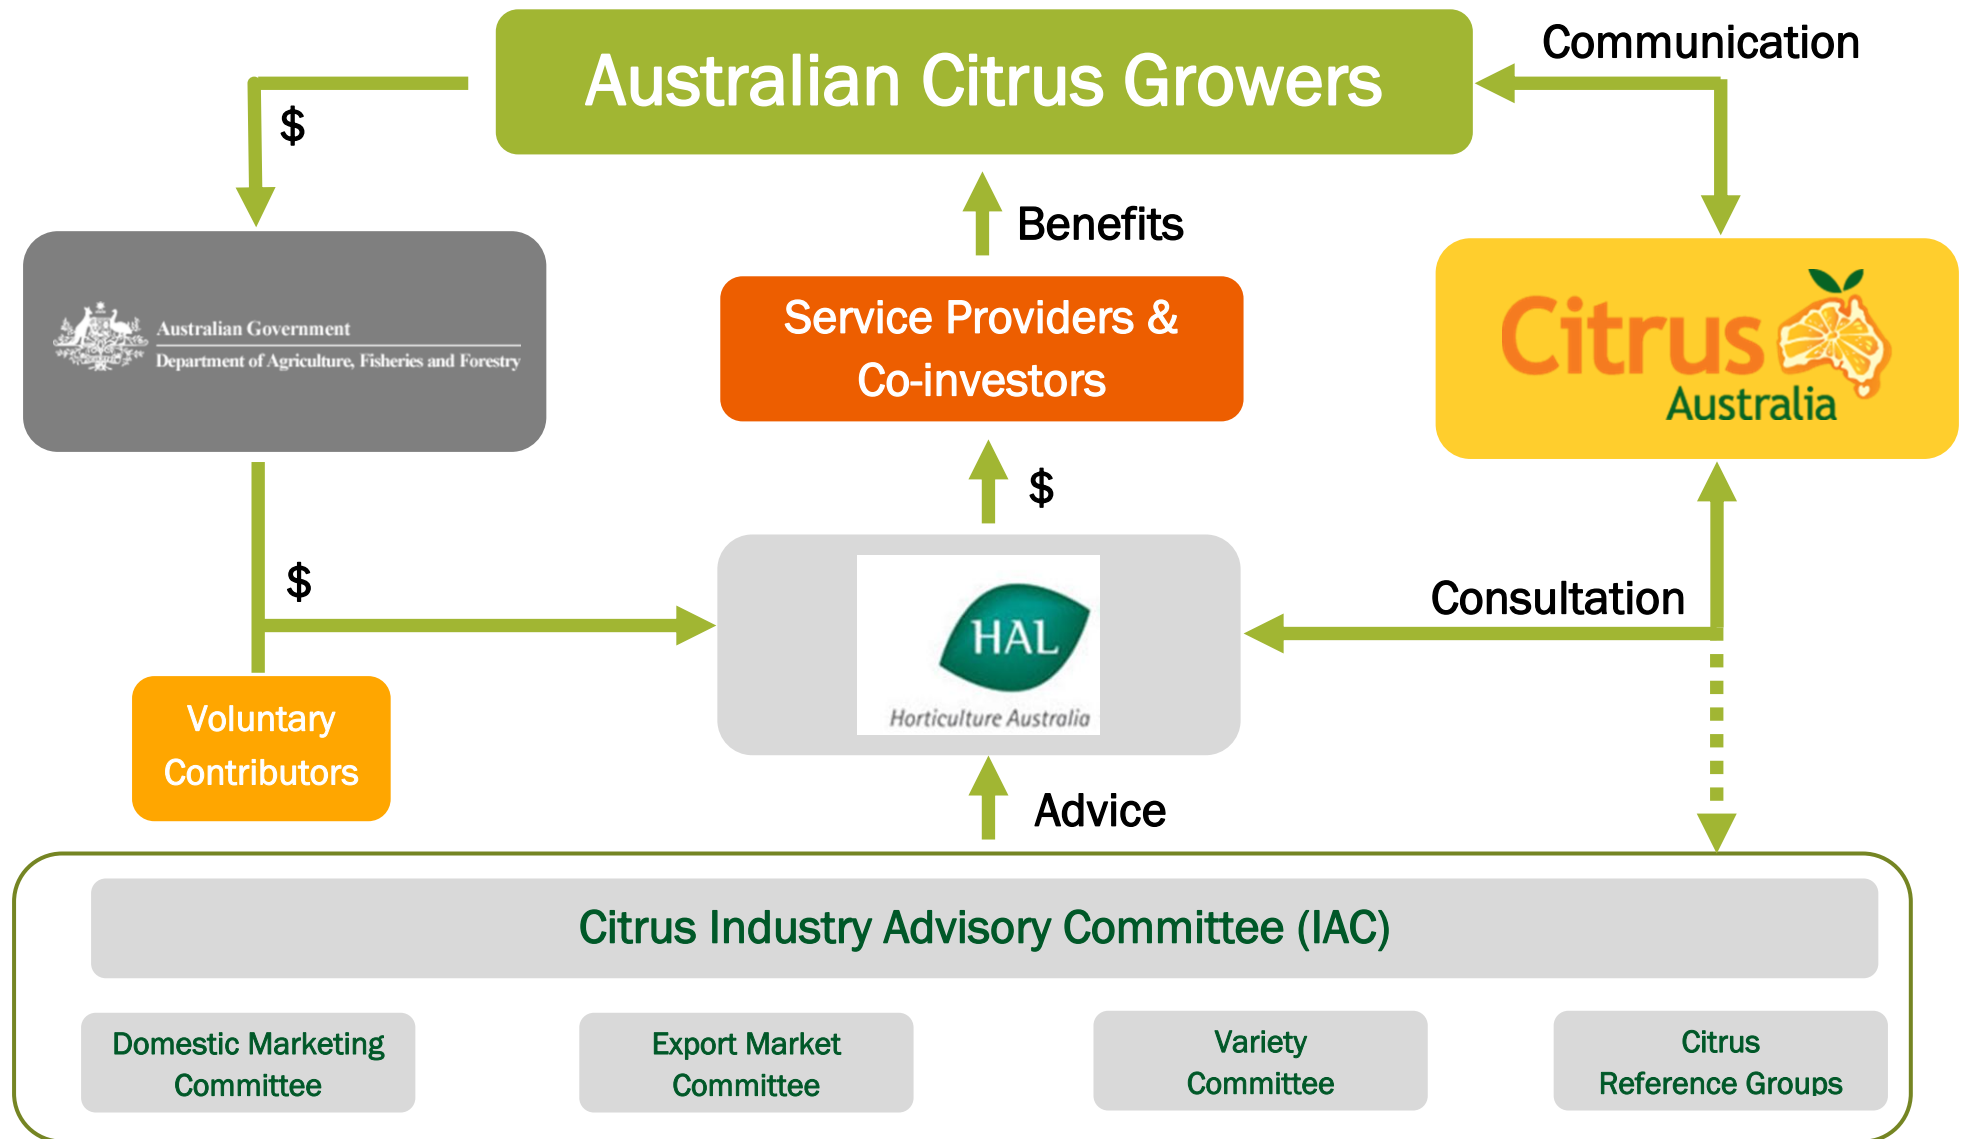 Australian Citrus Growers
Communication
$
Benefits
Australian Government
Department of Agriculture, Fisheries and Forestry
Service Providers &
Co-investors
Citrus
Australia
$
$
HAL
Horticulture Australia
Consultation
Voluntary
Contributors
Advice
Citrus Industry Advisory Committee (IAC)
Domestic Marketing
Committee
Export Market
Committee
Variety
Committee
Citrus
Reference Groups